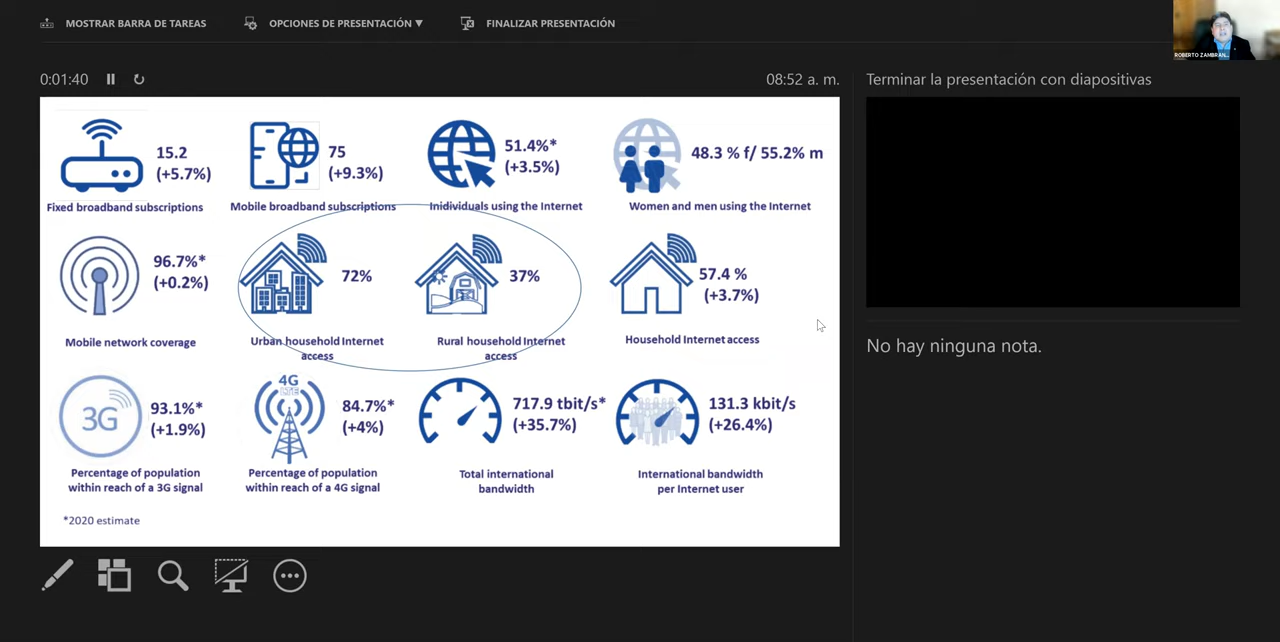 MOSTRAR BARRA DE TAREAS
OPCIONES DE PRESENTACIÓN ▼
FINALIZAR PRESENTACIÓN
ROBERTO ZAMBRAN...
0:01:40
08:52 a. m.
Terminar la presentación con diapositivas
15.2
(+5.7%)
Fixed broadband subscriptions
75
(+9.3%)
Mobile broadband subscriptions
51.4%*
(+3.5%)
Inidividuals using the Internet
48.3 % f/ 55.2% m
Women and men using the Internet
96.7%*
(+0.2%)
Mobile network coverage
72%
Urban household Internet
access
37%
Rural household Internet
access
57.4 %
(+3.7%)
Household Internet access
3G
93.1%*
(+1.9%)
Percentage of population
within reach of a 3G signal
4G
LTE
84.7%*
(+4%)
Percentage of population
within reach of a 4G signal
717.9 tbit/s*
(+35.7%)
Total international
bandwidth
131.3 kbit/s
(+26.4%)
International bandwidth
per Internet user
*2020 estimate
No hay ninguna nota.